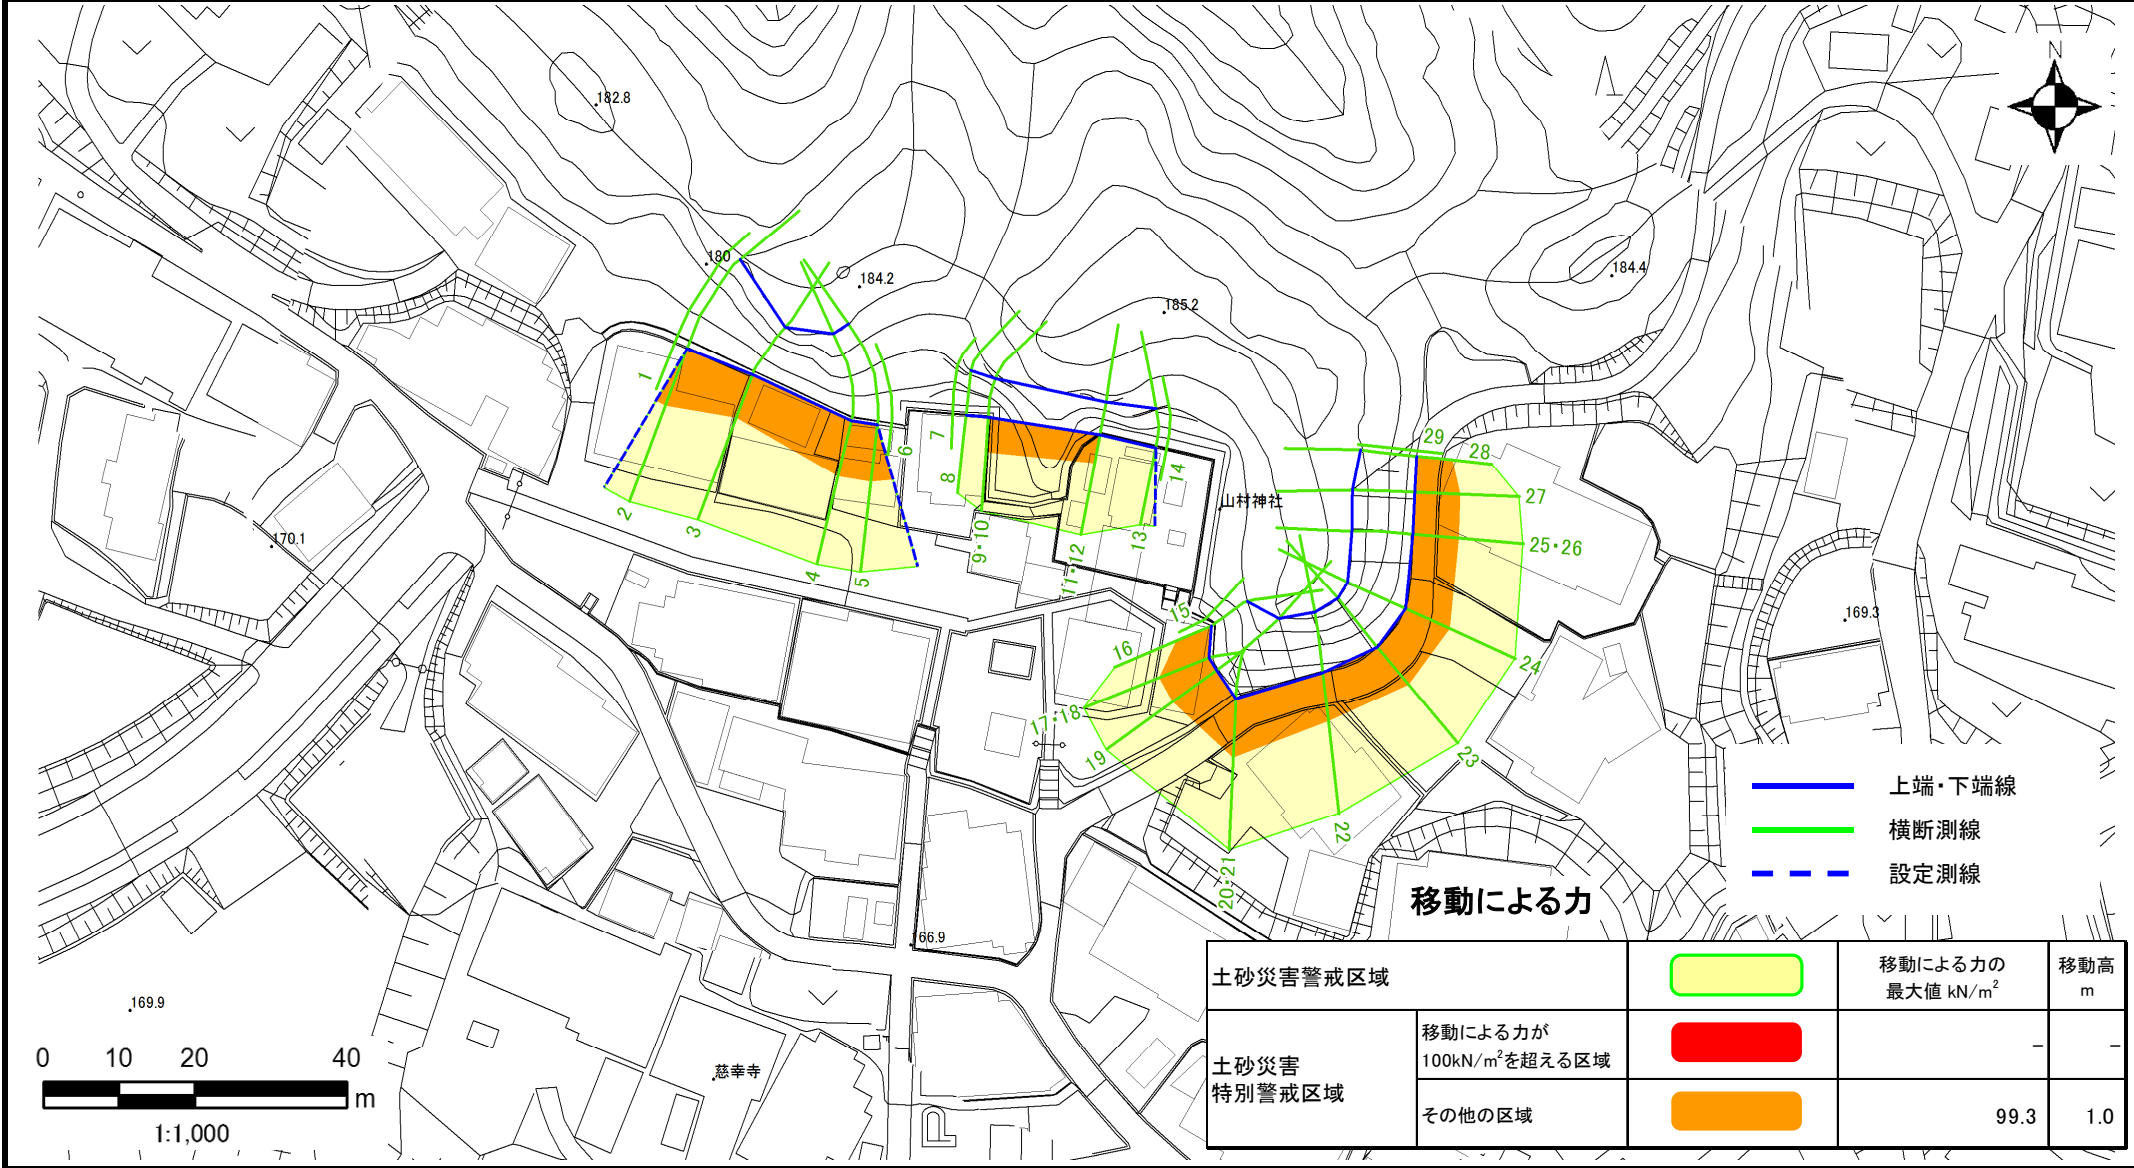 N
182.8
180
184.2
185.2
184.4
1
2
3
4
5
6
7
8
9・10
11・12
13
14
山村神社
29
28
27
25・26
24
23
22
20・21
19
17・18
16
15
170.1
169.3
166.9
169.9
慈幸寺
P
上端・下端線
横断測線
設定測線
移動による力
土砂災害警戒区域
移動による力の
最大値 kN/m²
移動高
m
土砂災害
特別警戒区域
移動による力が
100kN/m²を超える区域
–
–
その他の区域
99.3
1.0
0 10 20 40
m
1:1,000